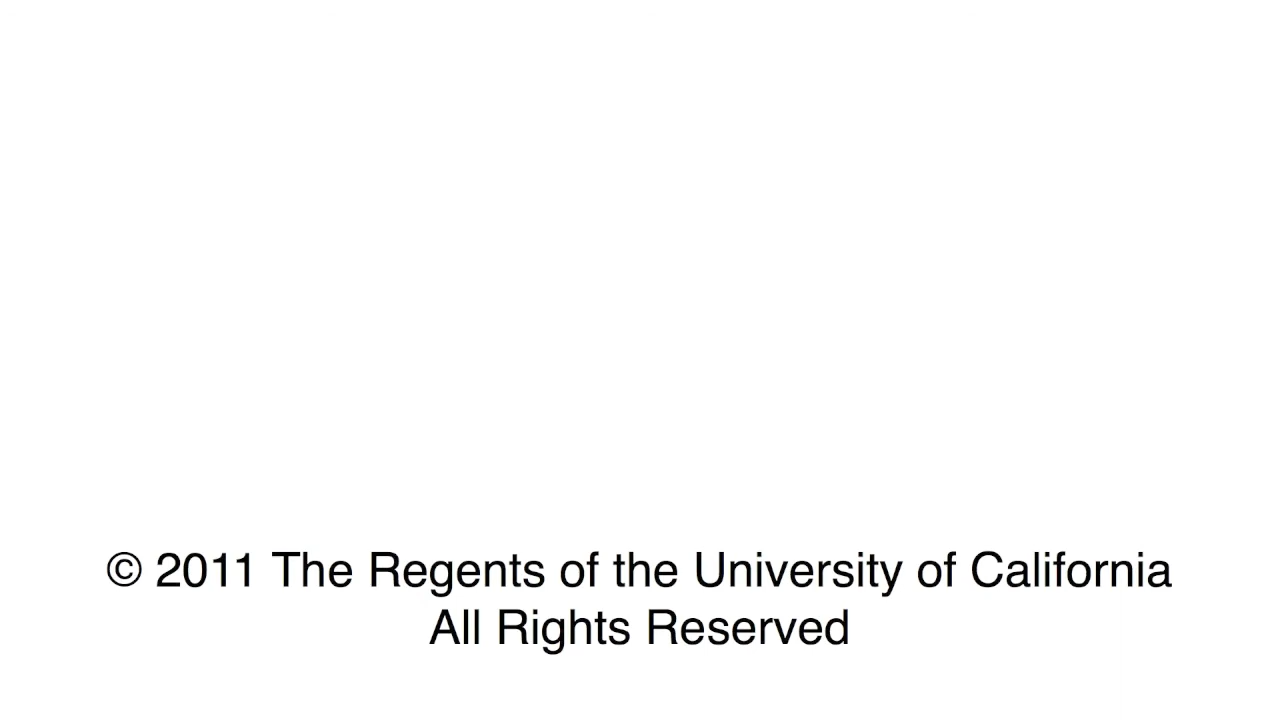 © 2011 The Regents of the University of California
All Rights Reserved